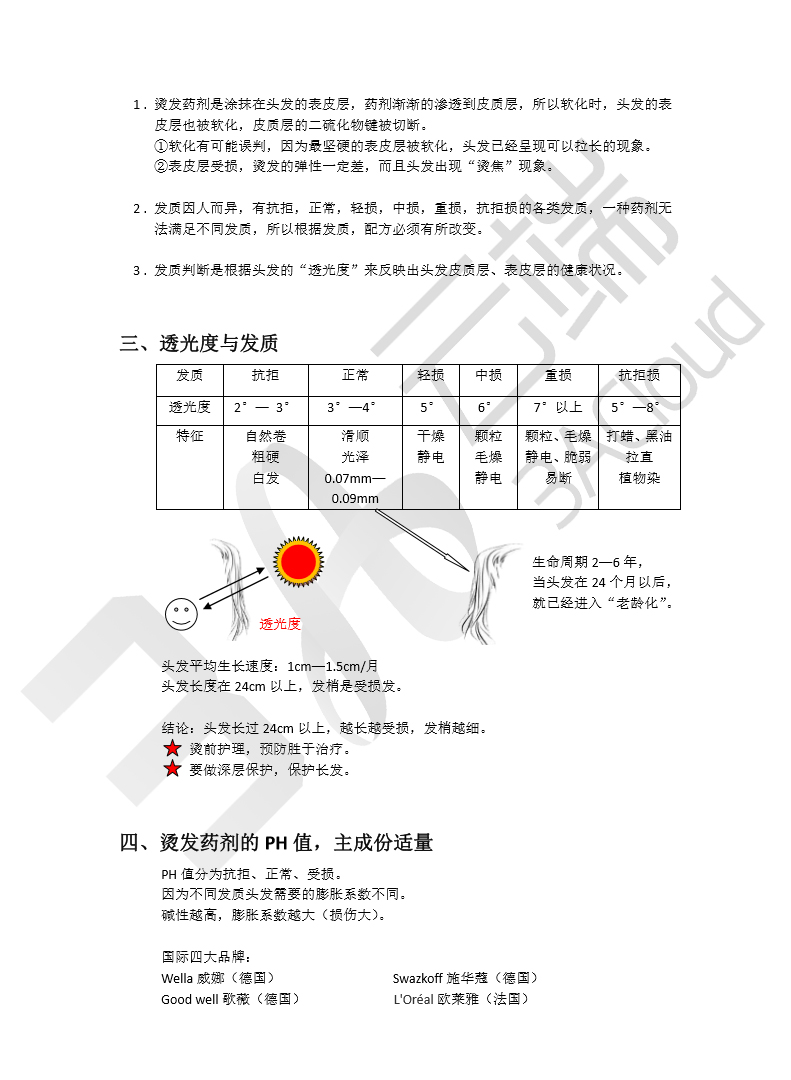 1. 烫发药剂是涂抹在头发的表皮层，药剂渐渐的渗透到皮质层，所以软化时，头发的表
皮层也被软化，皮质层的二硫化物键被切断。
①软化有可能误判，因为最坚硬的表皮层被软化，头发已经呈现可以拉长的现象。
②表皮层受损，烫发的弹性一定差，而且头发出现“烫焦”现象。
2. 发质因人而异，有抗拒，正常，轻损，中损，重损，抗拒损的各类发质，一种药剂无
法满足不同发质，所以根据发质，配方必须有所改变。
3. 发质判断是根据头发的“透光度”来反映出头发皮质层、表皮层的健康状况。
三、透光度与发质
发质 抗拒 正常 轻损 中损 重损 抗拒损
透光度 2°— 3° 3°—4° 5° 6° 7°以上 5°—8°
特征 自然卷 滑顺 干燥 颗粒 颗粒、毛燥 打蜡、黑油
粗硬 光泽 静电 毛燥 静电、脆弱 拉直
白发 0.07mm— 静电 易断 植物染
0.09mm
生命周期 2—6 年，
当头发在 24 个月以后，
就已经进入“老龄化”。
透光度
头发平均生长速度：1cm—1.5cm/月
头发长度在 24cm 以上，发梢是受损发。
结论：头发长过 24cm 以上，越长越受损，发梢越细。
烫前护理，预防胜于治疗。
要做深层保护，保护长发。
四、烫发药剂的 PH 值，主成份适量
PH 值分为抗拒、正常、受损。
因为不同发质头发需要的膨胀系数不同。
碱性越高，膨胀系数越大（损伤大）。
国际四大品牌：
Wella 威娜（德国） Swazkoff 施华蔻（德国）
Good well 歌薇（德国） L'Oréal 欧莱雅（法国）
3A云端
3ACloud